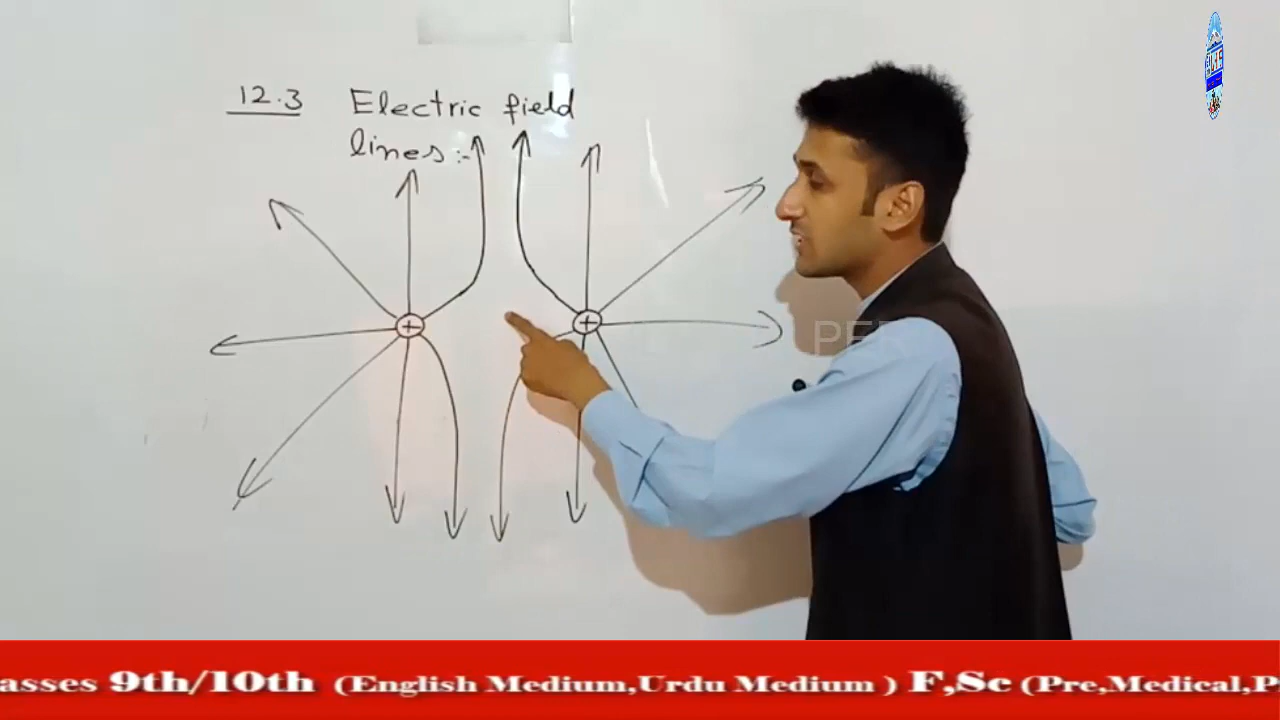 12.3 Electric field
lines:-
+ +
asses 9th/10th (English Medium,Urdu Medium ) F,Sc (Pre,Medical,P